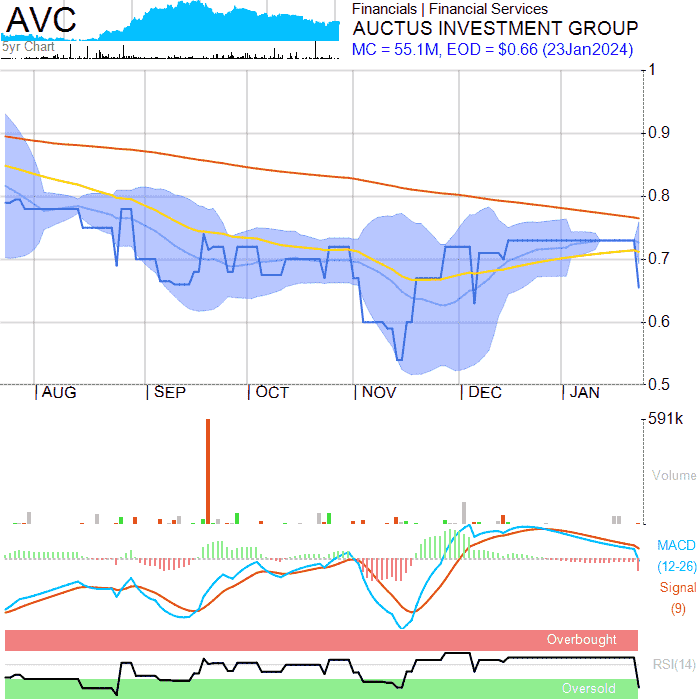 AVC
5yr Chart
Financials | Financial Services
AUCTUS INVESTMENT GROUP
MC = 55.1M, EOD = $0.66 (23Jan2024)
1
0.9
0.8
0.7
0.6
0.5
AUG SEP OCT NOV DEC JAN
591k
Volume
MACD
(12-26)
Signal
(9)
Overbought
RSI(14)
Oversold